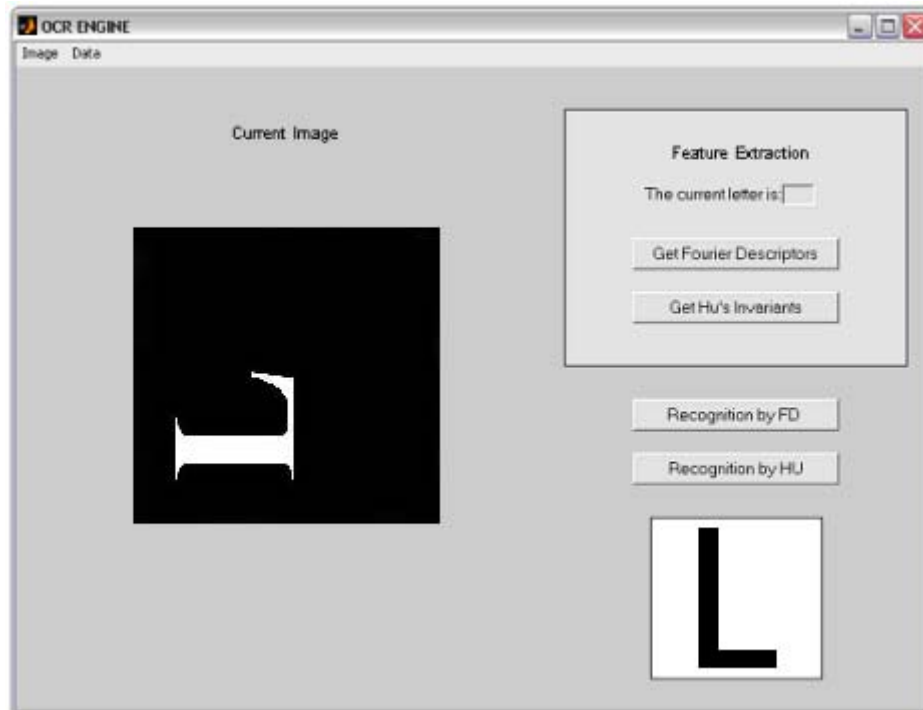 OCR ENGINE
Image Data
Current Image
L
Feature Extraction
The current letter is:
Get Fourier Descriptors
Get Hu's Invariants
Recognition by FD
Recognition by HU
L